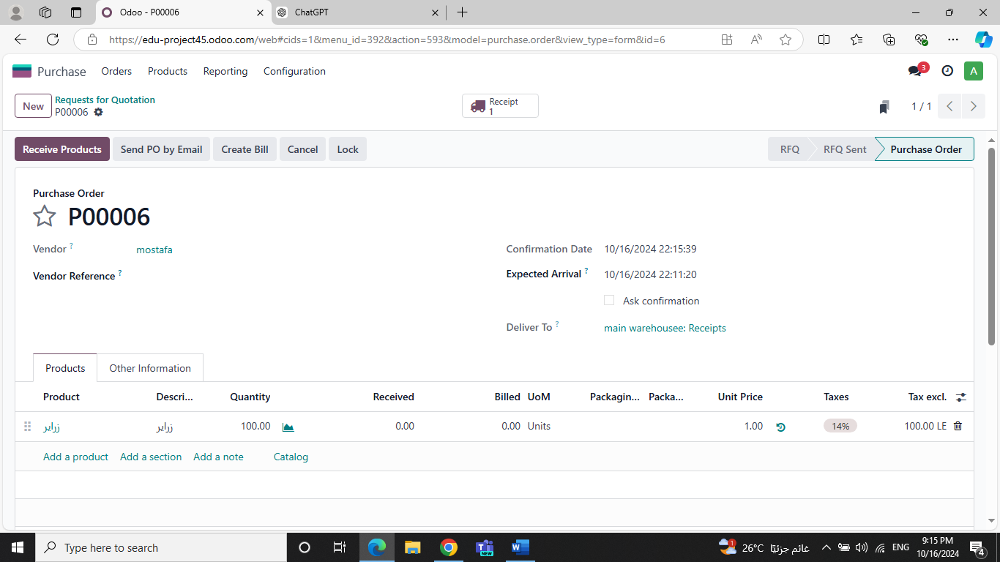 Odoo - P00006
ChatGPT
https://edu-project45.odoo.com/web#cids=1&menu_id=392&action=593&model=purchase.order&view_type=form&id=6
Purchase Orders Products Reporting Configuration 3 A
New Requests for Quotation
P00006
Receipt
1
1 / 1
Receive Products Send PO by Email Create Bill Cancel Lock RFQ RFQ Sent Purchase Order
Purchase Order
P00006
Vendor ? mostafa
Vendor Reference ?
Confirmation Date 10/16/2024 22:15:39
Expected Arrival ? 10/16/2024 22:11:20
Ask confirmation
Deliver To ? main warehousee: Receipts
Products Other Information
Product Descri... Quantity Received Billed UoM Packagin... Packa... Unit Price Taxes Tax excl.
زراير زراير 100.00 0.00 0.00 Units 1.00 14% 100.00 LE
Add a product Add a section Add a note Catalog
Type here to search
1 26°C غائم جزئيًا ENG 9:15 PM
10/16/2024 4